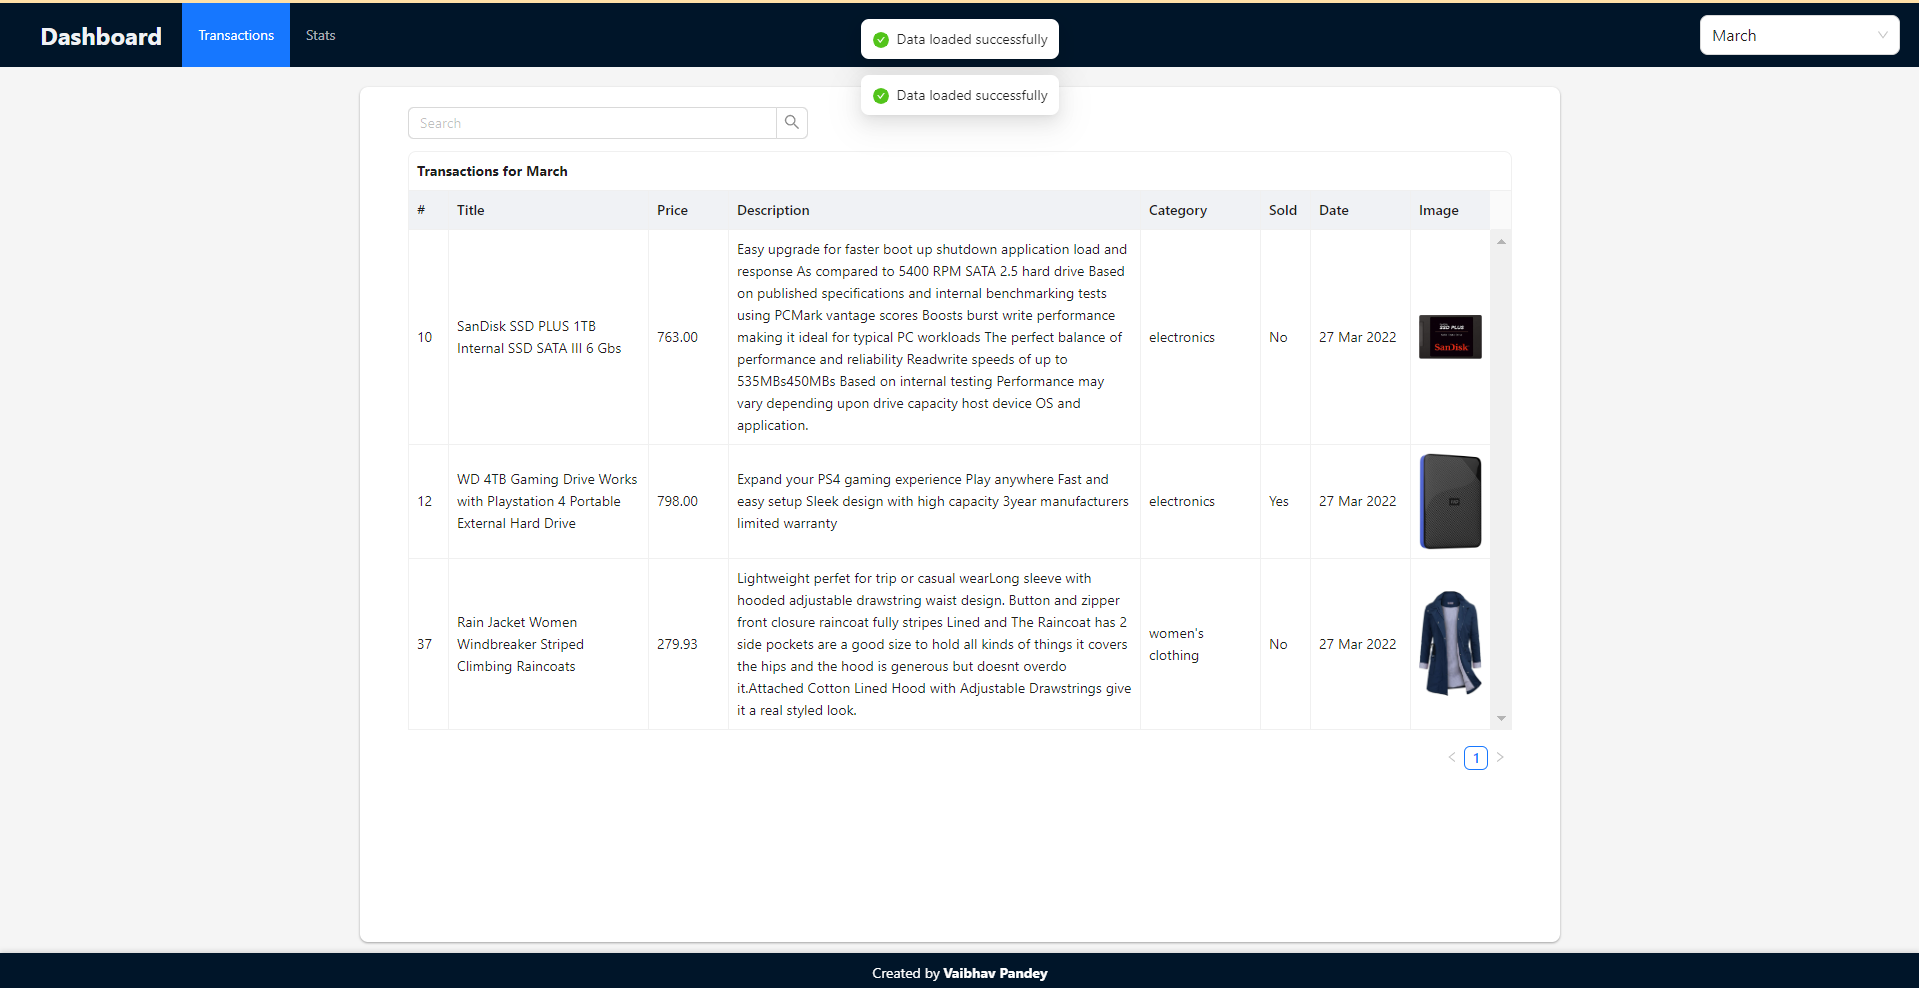 Dashboard
Transactions
Stats
Data loaded successfully
March
Data loaded successfully
Search
Transactions for March
# Title Price Description Category Sold Date Image
10
SanDisk SSD PLUS 1TB
Internal SSD SATA III 6 Gbs
763.00
Easy upgrade for faster boot up shutdown application load and
response As compared to 5400 RPM SATA 2.5 hard drive Based
on published specifications and internal benchmarking tests
using PCMark vantage scores Boosts burst write performance
making it ideal for typical PC workloads The perfect balance of
performance and reliability Readwrite speeds of up to
535MBs450MBs Based on internal testing Performance may
vary depending upon drive capacity host device OS and
application.
electronics
No
27 Mar 2022
SSD PLUS
SanDisk
12
WD 4TB Gaming Drive Works
with Playstation 4 Portable
External Hard Drive
798.00
Expand your PS4 gaming experience Play anywhere Fast and
easy setup Sleek design with high capacity 3year manufacturers
limited warranty
electronics
Yes
27 Mar 2022
37
Rain Jacket Women
Windbreaker Striped
Climbing Raincoats
279.93
Lightweight perfet for trip or casual wearLong sleeve with
hooded adjustable drawstring waist design. Button and zipper
front closure raincoat fully stripes Lined and The Raincoat has 2
side pockets are a good size to hold all kinds of things it covers
the hips and the hood is generous but doesnt overdo
it.Attached Cotton Lined Hood with Adjustable Drawstrings give
it a real styled look.
women's
clothing
No
27 Mar 2022
1
Created by Vaibhav Pandey